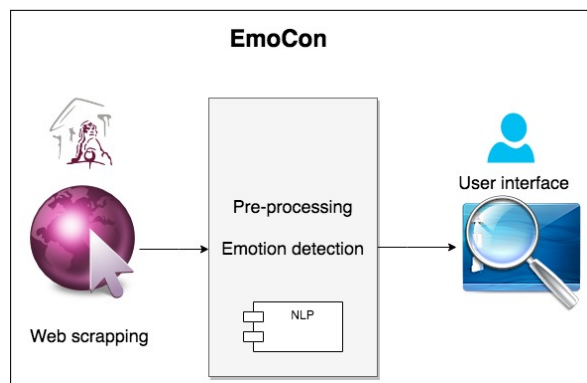 EmoCon
Web scrapping
Pre-processing
Emotion detection
NLP
User interface